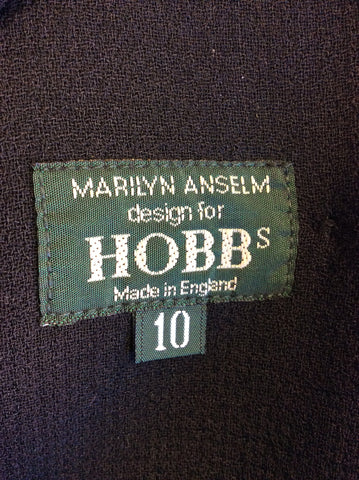 MARILYN ANSELM
design for
HOBBS
Made in England
10